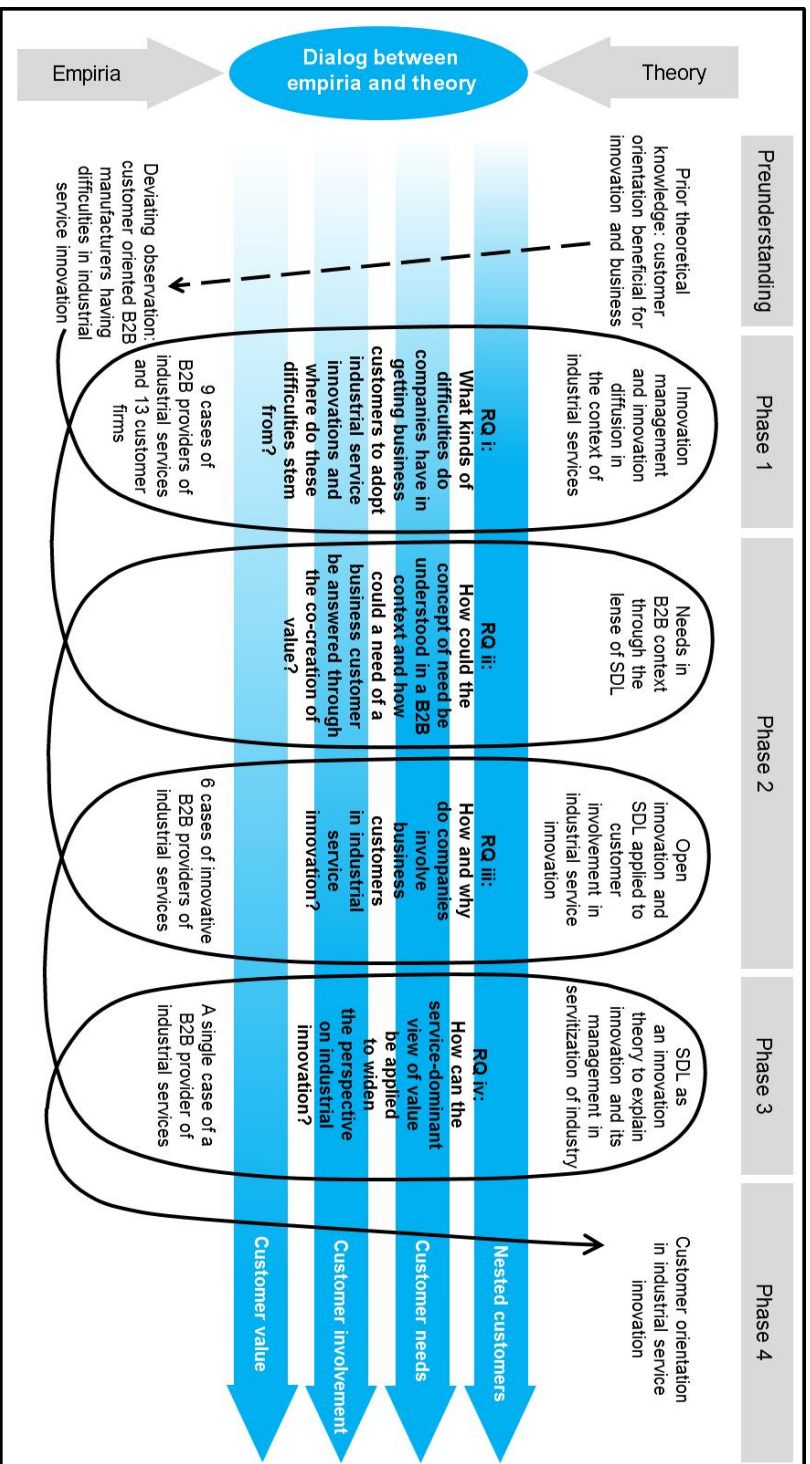 Preunderstanding
Phase 1
Phase 2
Phase 3
Phase 4
Theory
Dialog between
empiria and theory
Empiria
Prior theoretical
knowledge: customer
orientation beneficial for
innovation and business
Deviating observation:
customer oriented B2B
manufacturers having
difficulties in industrial
service innovation
Innovation
management
and innovation
diffusion in
the context of
industrial services
RQ i:
What kinds of
difficulties do
companies have in
getting business
customers to adopt
industrial service
innovations and
where do these
difficulties stem
from?
9 cases of
B2B providers of
industrial services
and 13 customer
firms
Needs in
B2B context
through the
lense of SDL
RQ ii:
How could the
concept of need be
understood in a B2B
context and how
could a need of a
business customer
be answered through
the co-creation of
value?
Open
innovation and
SDL applied to
customer
involvement in
industrial service
innovation
RQ iii:
How and why
do companies
involve
business
customers
in industrial
service
innovation?
6 cases of innovative
B2B providers of
industrial services
SDL as
an innovation
theory to explain
innovation and its
management in
servitization of industry
RQ iv:
How can the
service-dominant
view of value
be applied
to widen
the perspective
on industrial
innovation?
A single case of a
B2B provider of
industrial services
Customer orientation
in industrial service
innovation
Nested customers
Customer needs
Customer involvement
Customer value